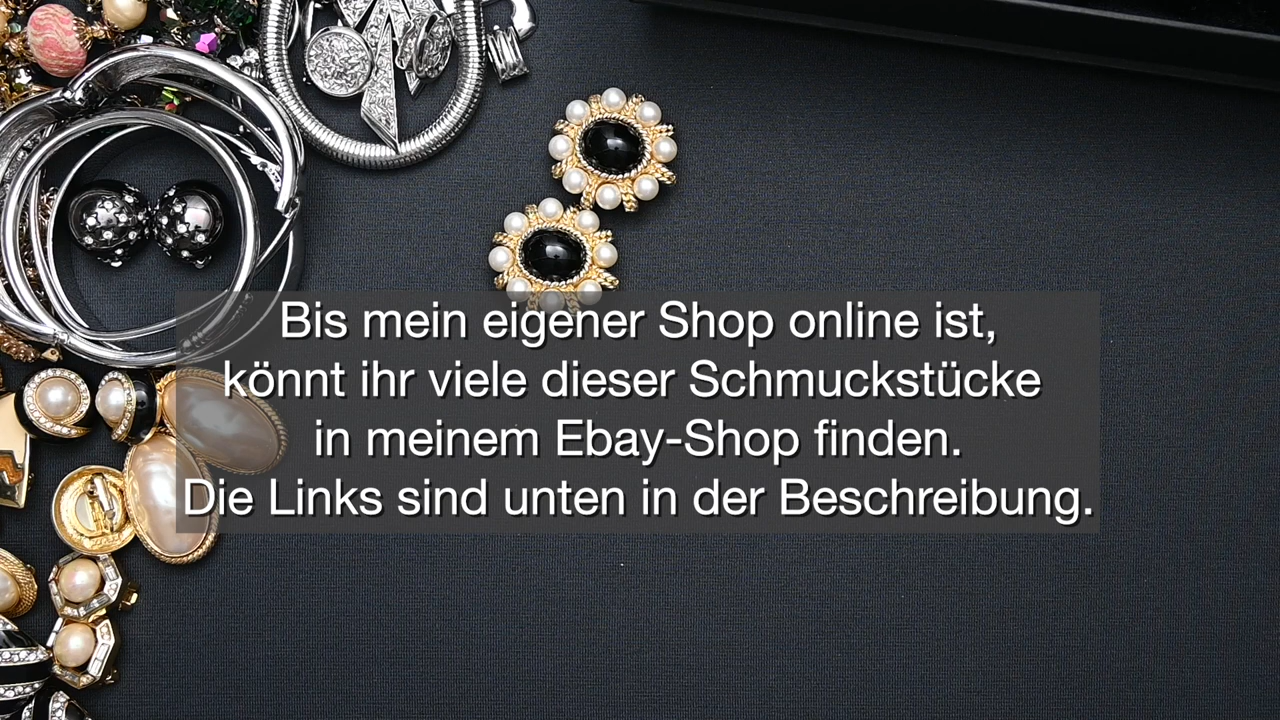 Bis mein eigener Shop online ist,
könnt ihr viele dieser Schmuckstücke
in meinem Ebay-Shop finden.
Die Links sind unten in der Beschreibung.